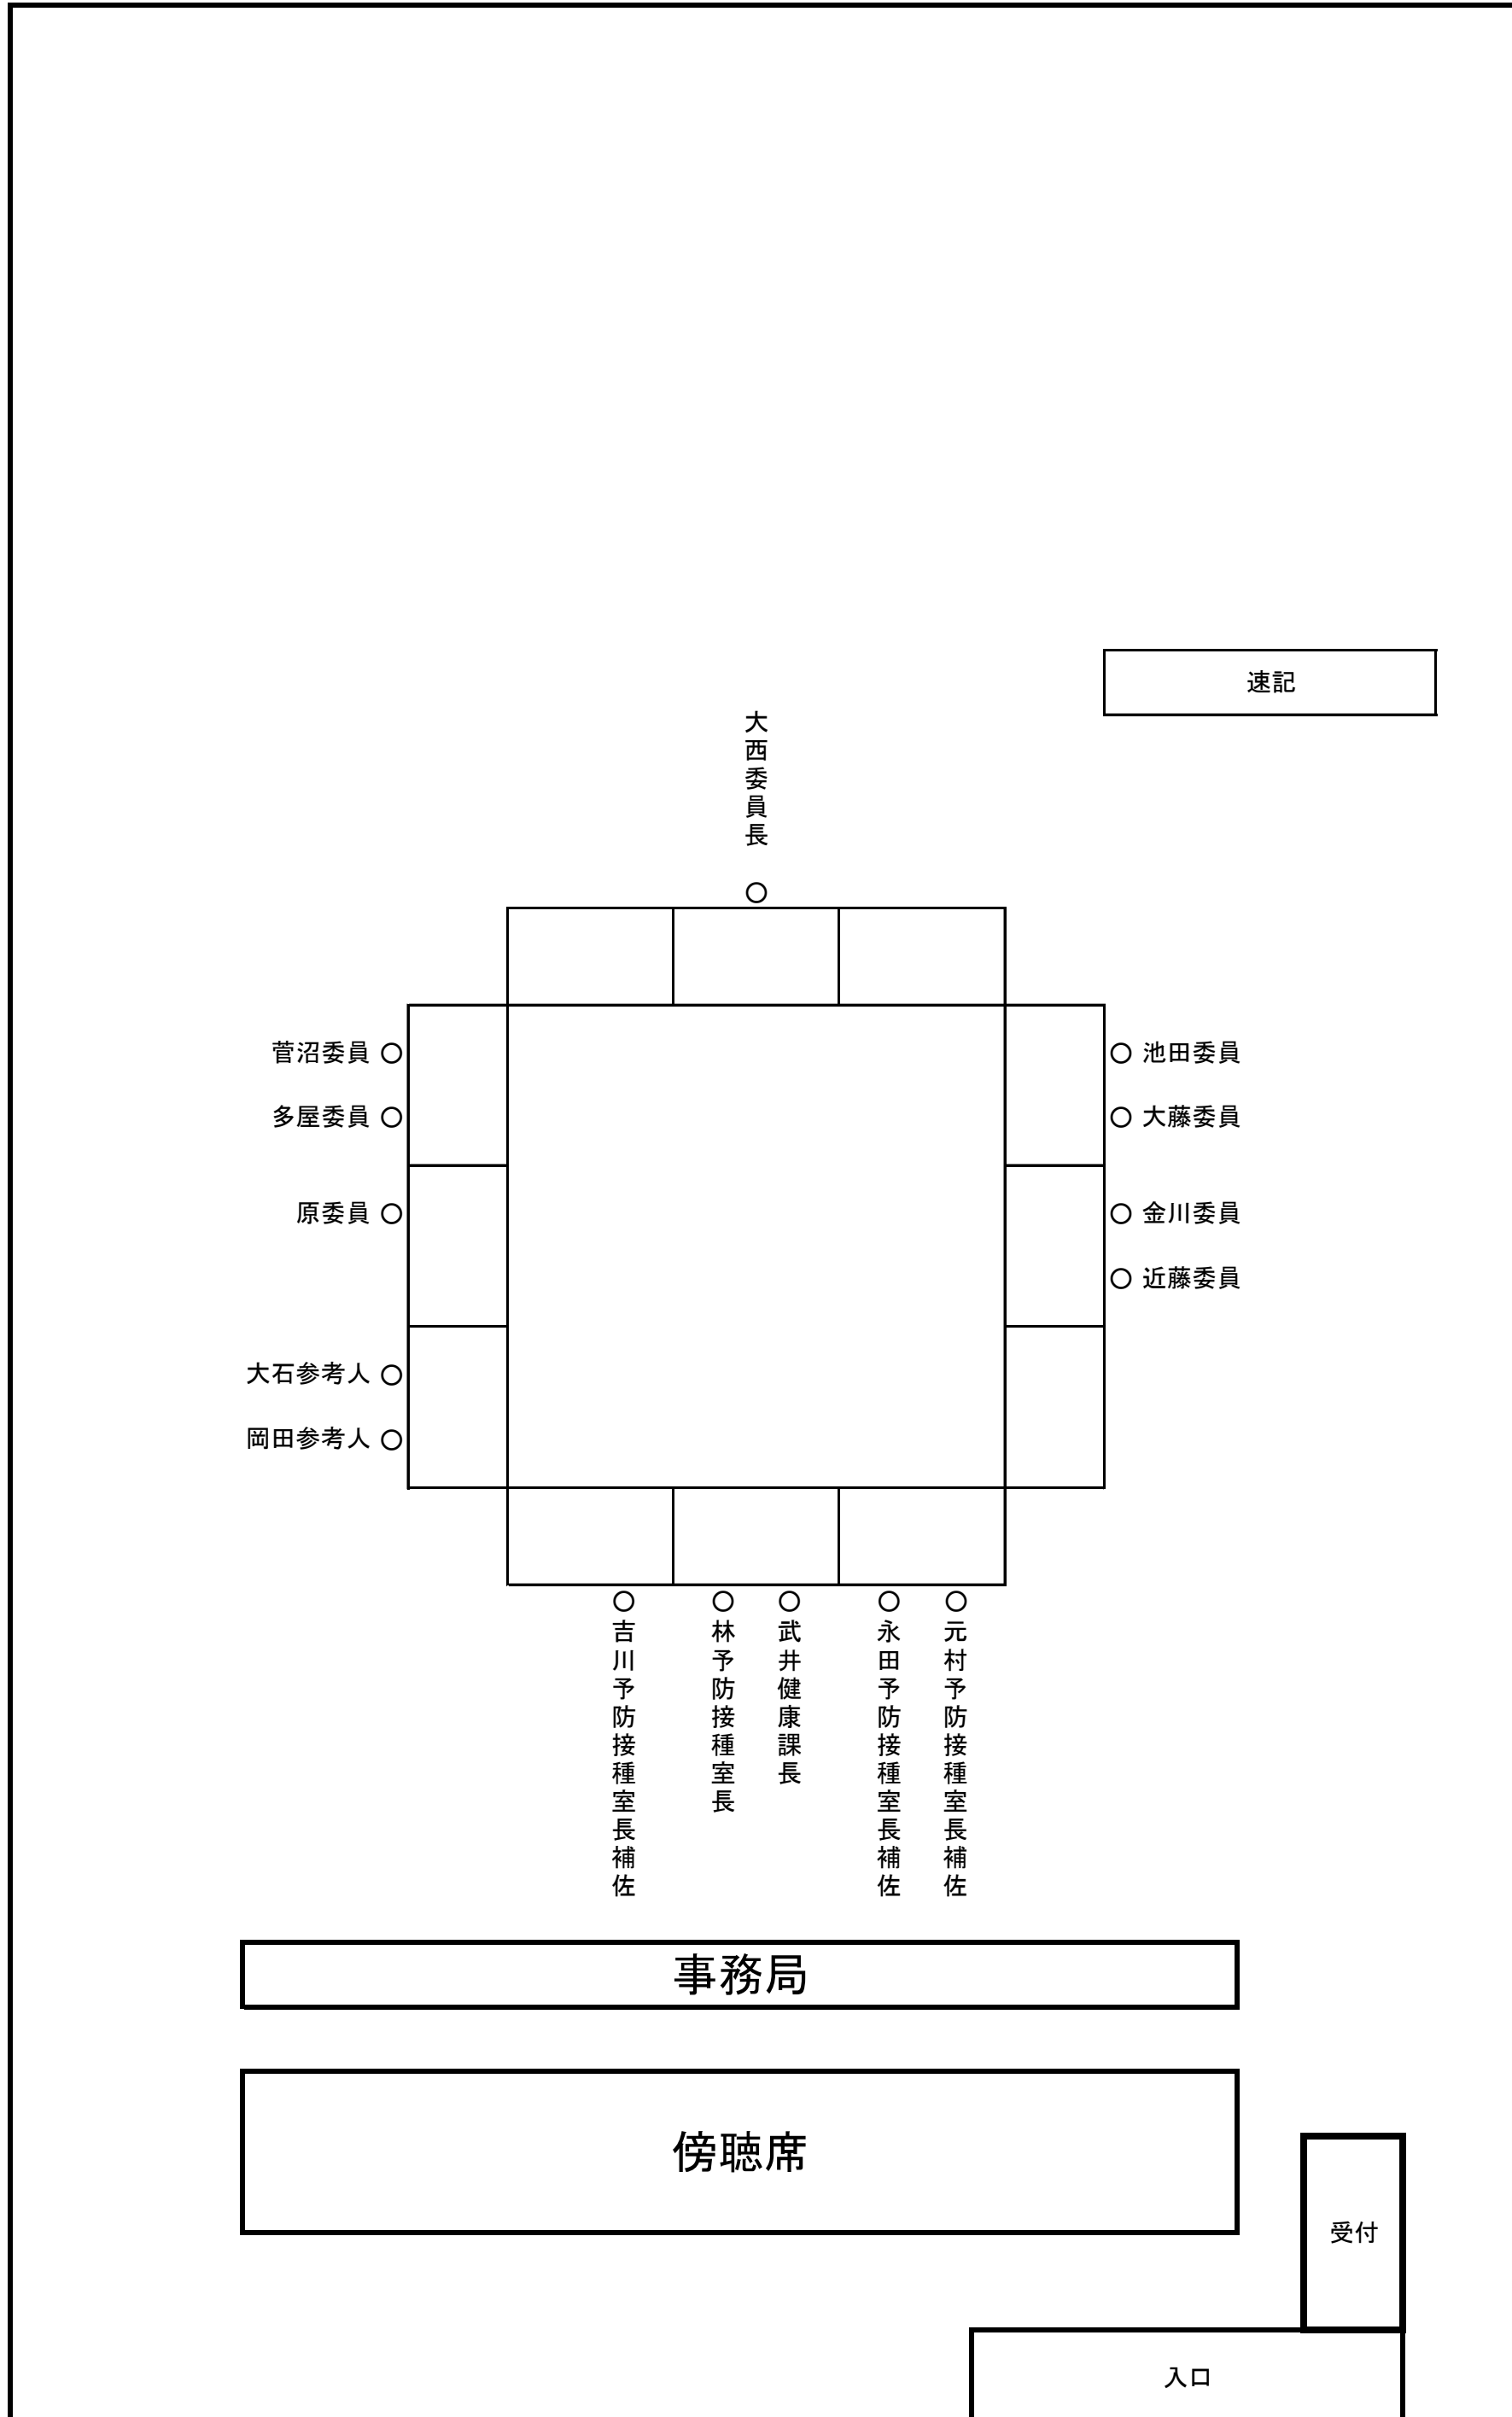 速記
大西委員長
○
菅沼委員 ○
○ 池田委員
多屋委員 ○
○ 大藤委員
原委員 ○
○ 金川委員
○ 近藤委員
大石参考人 ○
岡田参考人 ○
○吉川予防接種室長補佐
○林予防接種室長
○武井健康課長
○永田予防接種室長補佐
○元村予防接種室長補佐
事務局
傍聴席
受付
入口